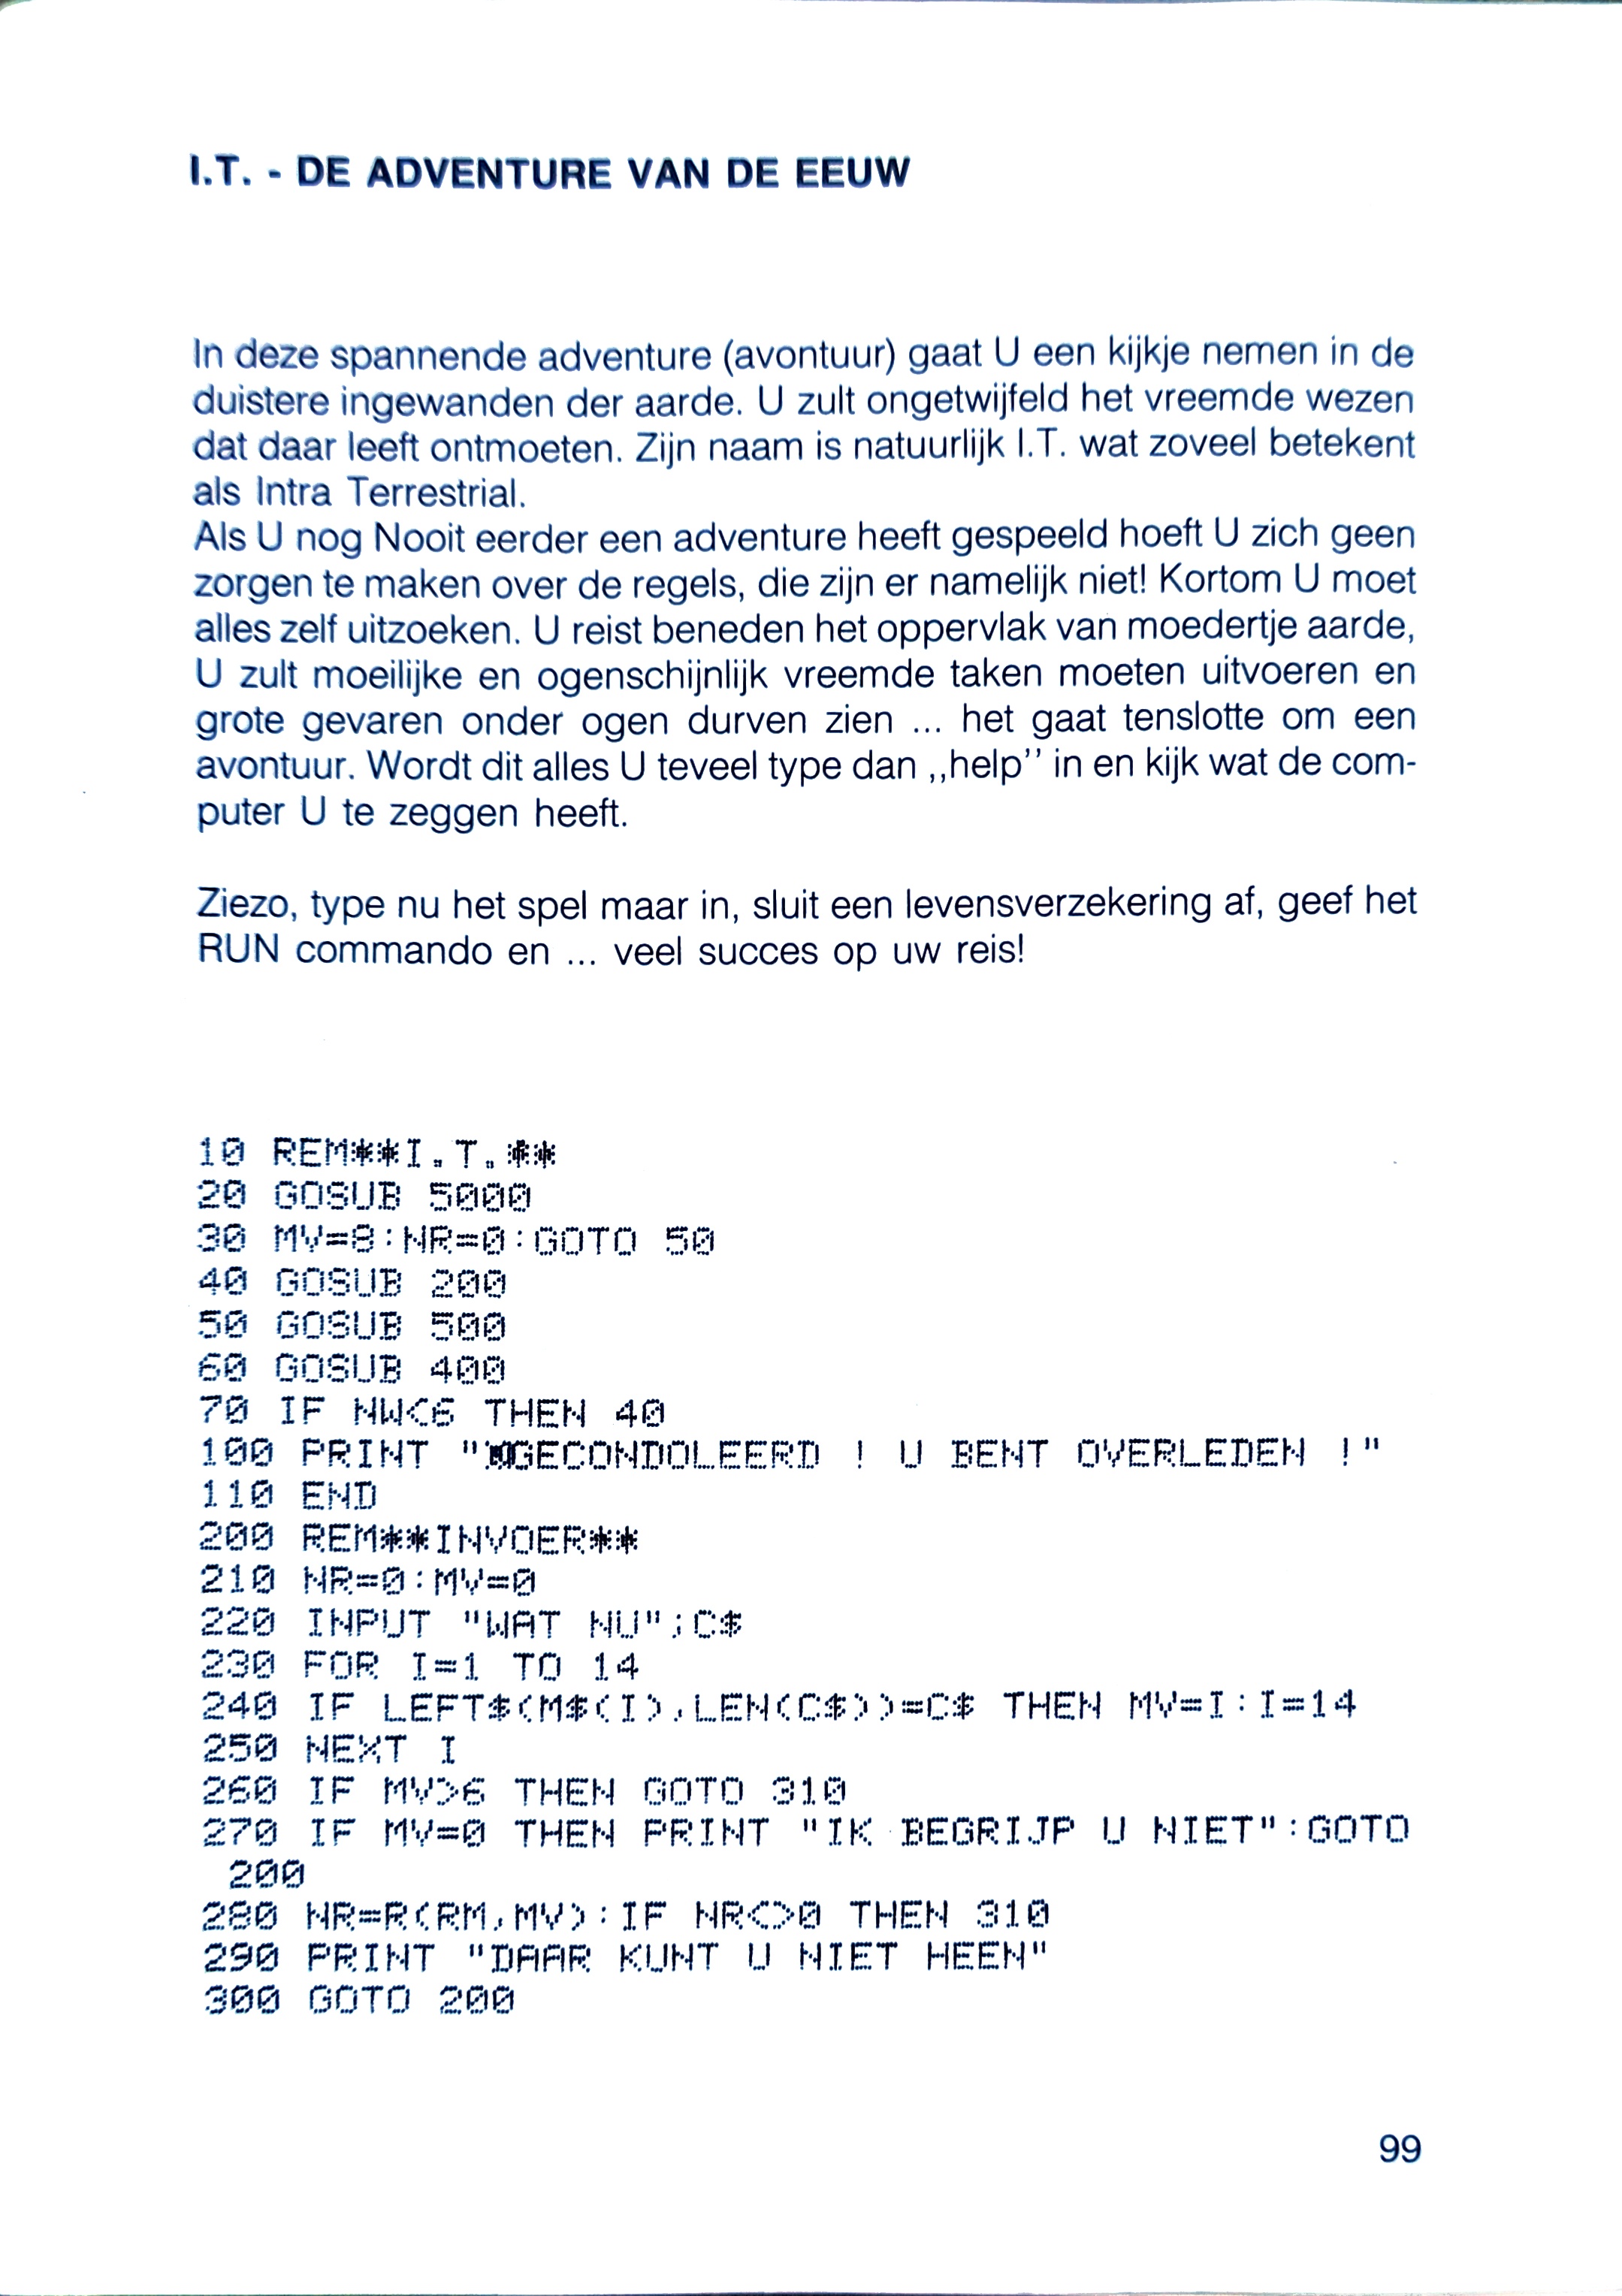 I.T. - DE ADVENTURE VAN DE EEUW
In deze spannende adventure (avontuur) gaat U een kijkje nemen in de
duistere ingewanden der aarde. U zult ongetwijfeld het vreemde wezen
dat daar leeft ontmoeten. Zijn naam is natuurlijk I.T. wat zoveel betekent
als Intra Terrestrial.
Als U nog Nooit eerder een adventure heeft gespeeld hoeft U zich geen
zorgen te maken over de regels, die zijn er namelijk niet! Kortom U moet
alles zelf uitzoeken. U reist beneden het oppervlak van moedertje aarde,
U zult moeilijke en ogenschijnlijk vreemde taken moeten uitvoeren en
grote gevaren onder ogen durven zien ... het gaat tenslotte om een
avontuur. Wordt dit alles U teveel type dan ,,help'' in en kijk wat de com-
puter U te zeggen heeft.
Ziezo, type nu het spel maar in, sluit een levensverzekering af, geef het
RUN commando en ... veel succes op uw reis!
10 REM**I.T.**
20 GOSUB 5000
30 MV=8:NR=0:GOTO 50
40 GOSUB 200
50 GOSUB 500
60 GOSUB 400
70 IF NW<6 THEN 40
100 PRINT "GECONDOLEERD ! U BENT OVERLEDEN !"
110 END
200 REM**INVOER**
210 NR=0:MV=0
220 INPUT "WAT NU";C$
230 FOR I=1 TO 14
240 IF LEFT$(M$(I),LEN(C$))=C$ THEN MV=I:I=14
250 NEXT I
260 IF MV>6 THEN GOTO 310
270 IF MV=0 THEN PRINT "IK BEGRIJP U NIET":GOTO
200
280 NR=R(RM,MV):IF NR<>0 THEN 310
290 PRINT "DAAR KUNT U NIET HEEN"
300 GOTO 200
99